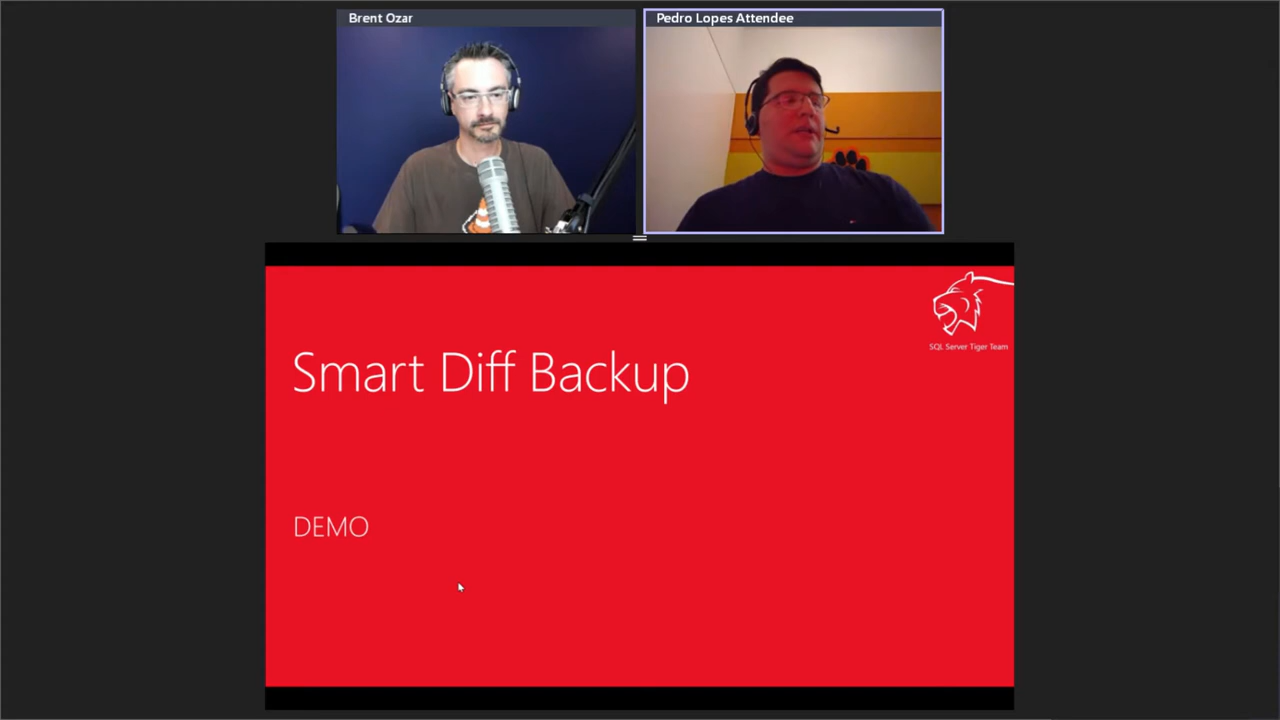 Brent Ozar
Pedro Lopes Attendee
SQL Server Tiger Team
Smart Diff Backup
DEMO